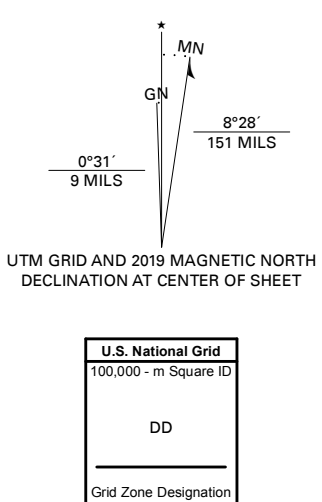 ★
MN
GN
8°28´
151 MILS
0°31´
9 MILS
UTM GRID AND 2019 MAGNETIC NORTH
DECLINATION AT CENTER OF SHEET
U.S. National Grid
100,000 - m Square ID
DD
Grid Zone Designation